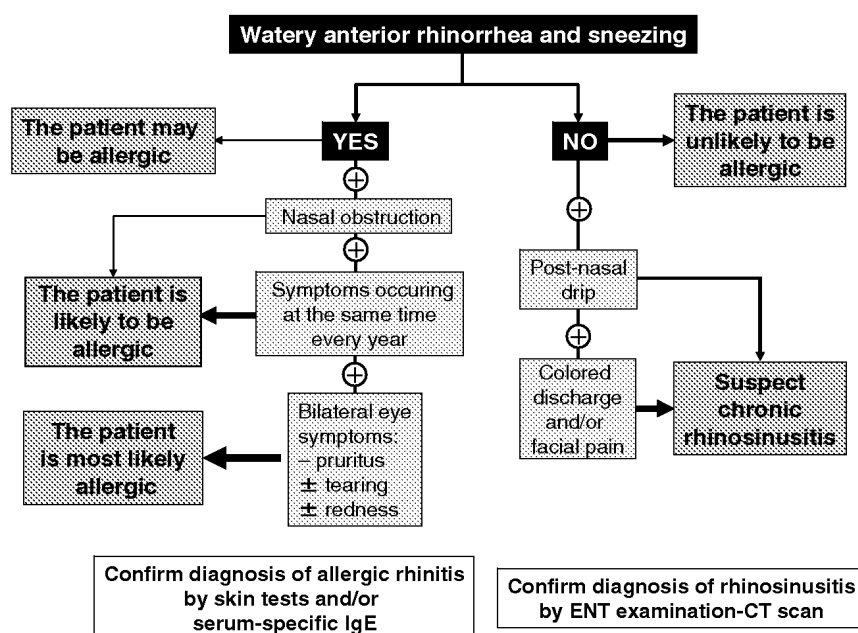 Watery anterior rhinorrhea and sneezing
The patient may
be allergic
YES
NO
The patient is
unlikely to be
allergic
Nasal obstruction
The patient is
likely to be
allergic
Symptoms occuring
at the same time
every year
Post-nasal
drip
Colored
discharge
and/or
facial pain
Suspect
chronic
rhinosinusitis
The patient
is most likely
allergic
Bilateral eye
symptoms:
– pruritus
± tearing
± redness
Confirm diagnosis of allergic rhinitis
by skin tests and/or
serum-specific IgE
Confirm diagnosis of rhinosinusitis
by ENT examination-CT scan